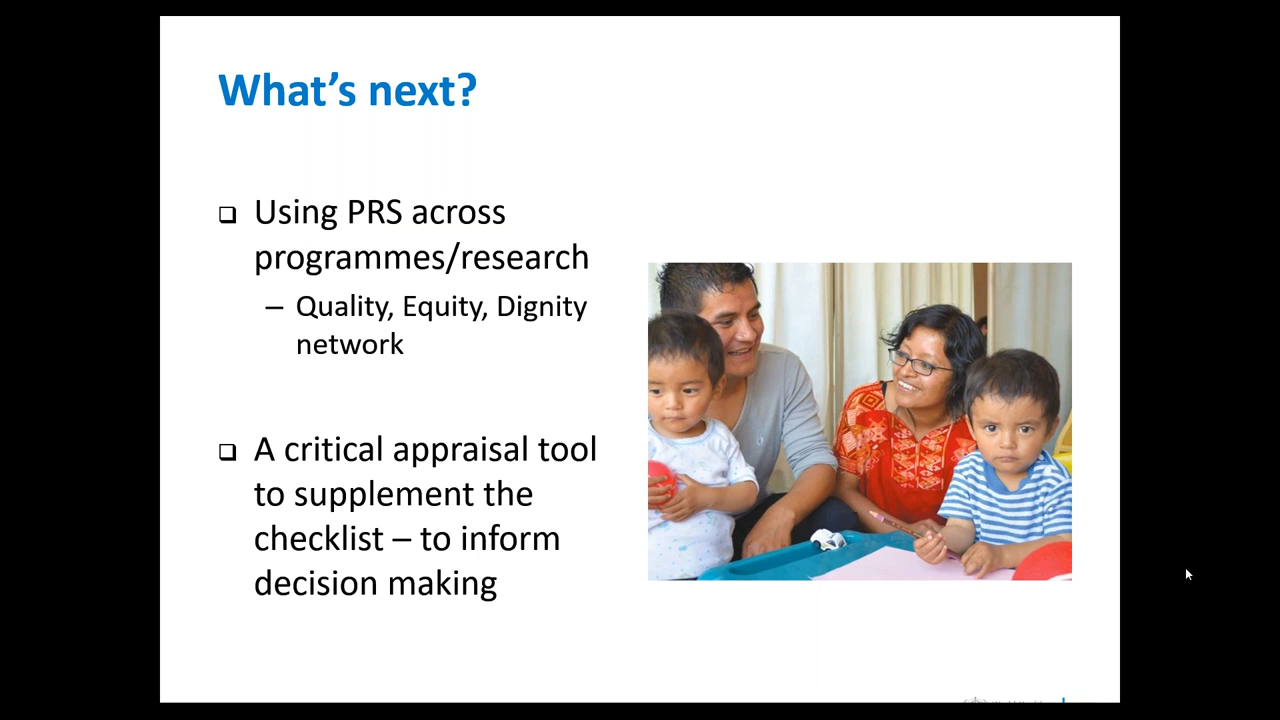 What’s next?
❑ Using PRS across
programmes/research
– Quality, Equity, Dignity
network
❑ A critical appraisal tool
to supplement the
checklist – to inform
decision making